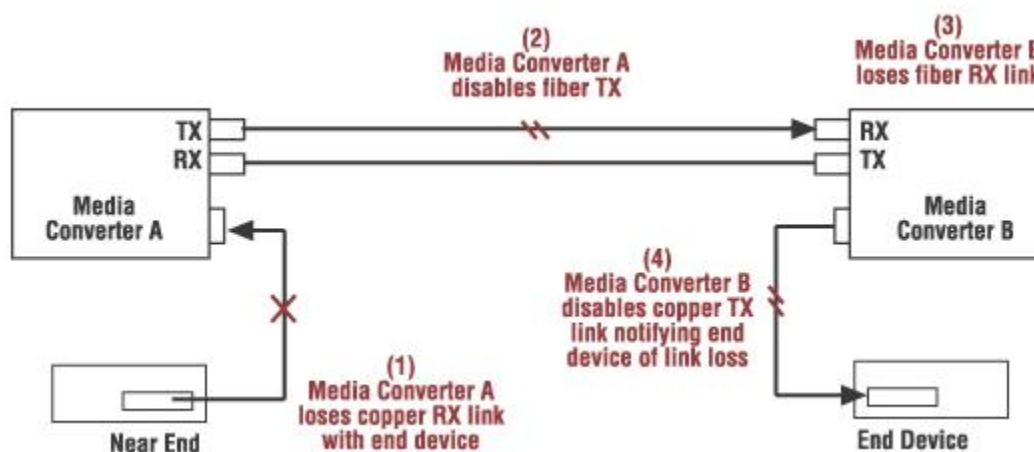 (2)
Media Converter A
disables fiber TX
(3)
Media Converter B
loses fiber RX link
TX
RX
Media
Converter A
RX
TX
Media
Converter B
(4)
Media Converter B
disables copper TX
link notifying end
device of link loss
(1)
Media Converter A
loses copper RX link
with end device
Near End
End Device